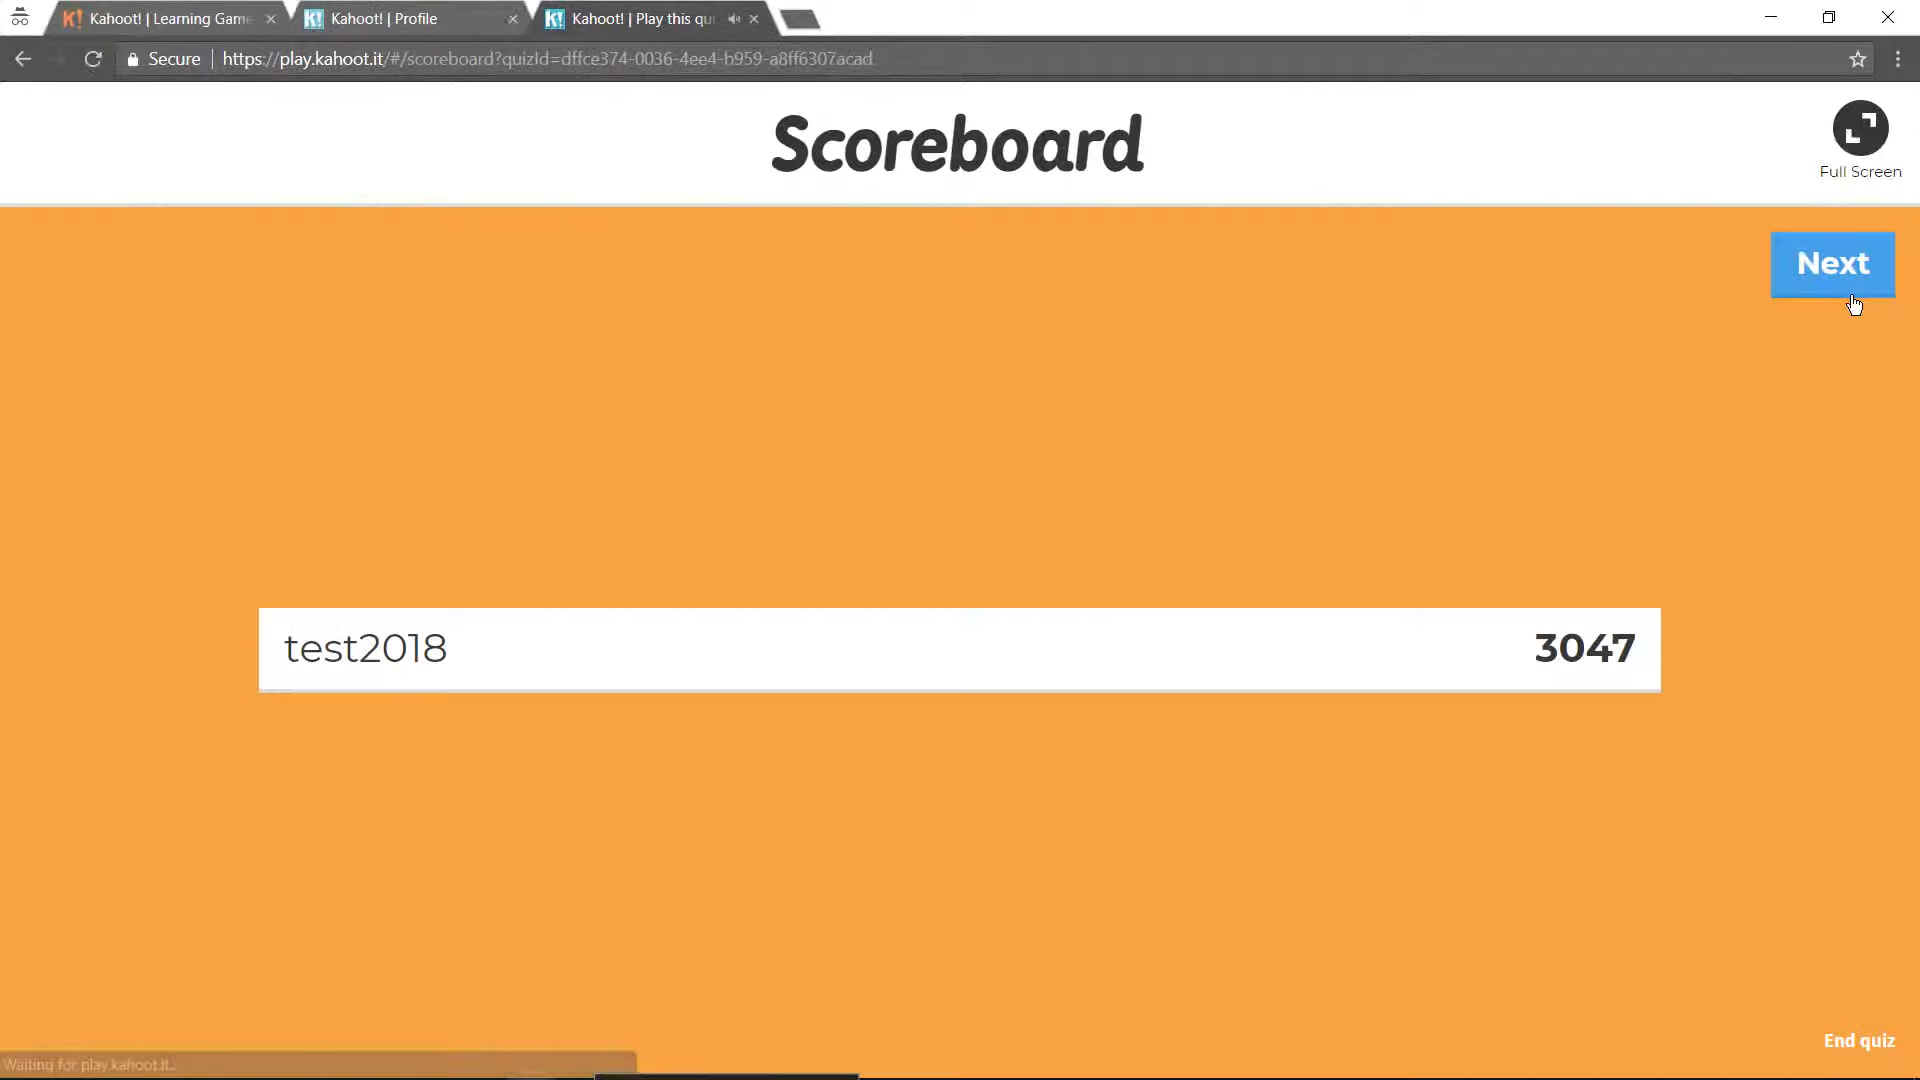 Kahoot! | Learning Game
Kahoot! | Profile
Kahoot! | Play this qu
Secure
https://play.kahoot.it/#/scoreboard?quizId=dffce374-0036-4ee4-b959-a8ff6307acad
Scoreboard
Full Screen
Next
test2018 3047
End quiz
Waiting for play.kahoot.it...